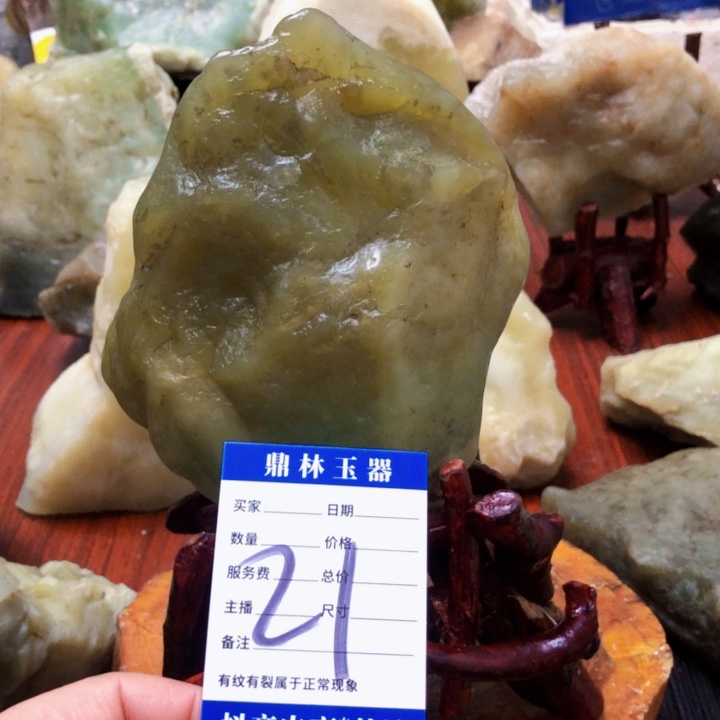 鼎林玉器
买家 日期
数量 价格
服务费 总价
主播 尺寸
备注
21
有纹有裂属于正常现象